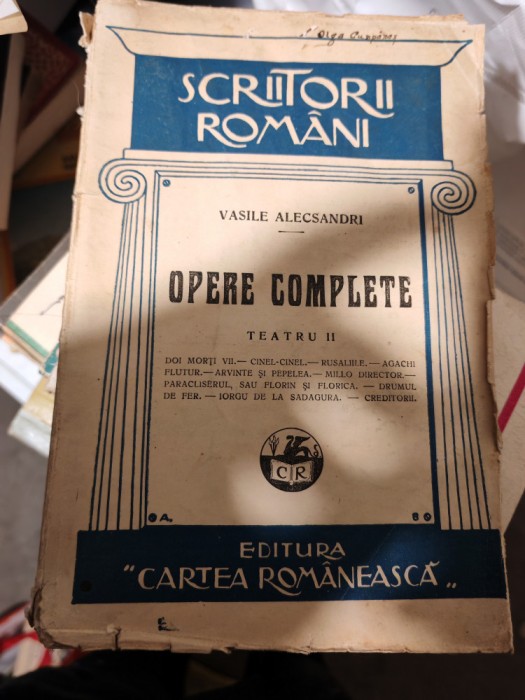 Olga
SCRIITORII
ROMÂNI
VASILE ALECSANDRI
OPERE COMPLETE
TEATRU II
DOI MORȚI VII.— CINEL-CINEL.— RUSALIILE.— AGACHI
FLUTUR.—ARVINTE ȘI PEPELEA.— MILLO DIRECTOR.—
PARACLISERUL, SAU FLORIN ȘI FLORICA. — DRUMUL
DE FER. — IORGU DE LA SADAGURA. — CREDITORII.
C R
A.
EDITURA
"CARTEA ROMÂNEASCĂ„